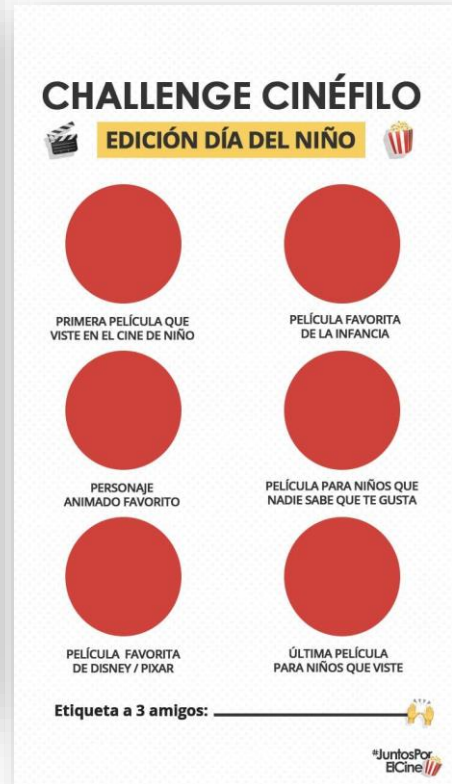 CHALLENGE CINÉFILO
EDICIÓN DÍA DEL NIÑO
PRIMERA PELÍCULA QUE
VISTE EN EL CINE DE NIÑO
PELÍCULA FAVORITA
DE LA INFANCIA
PERSONAJE
ANIMADO FAVORITO
PELÍCULA PARA NIÑOS QUE
NADIE SABE QUE TE GUSTA
PELÍCULA FAVORITA
DE DISNEY / PIXAR
ÚLTIMA PELÍCULA
PARA NIÑOS QUE VISTE
Etiqueta a 3 amigos:
#JuntosPor
ElCine